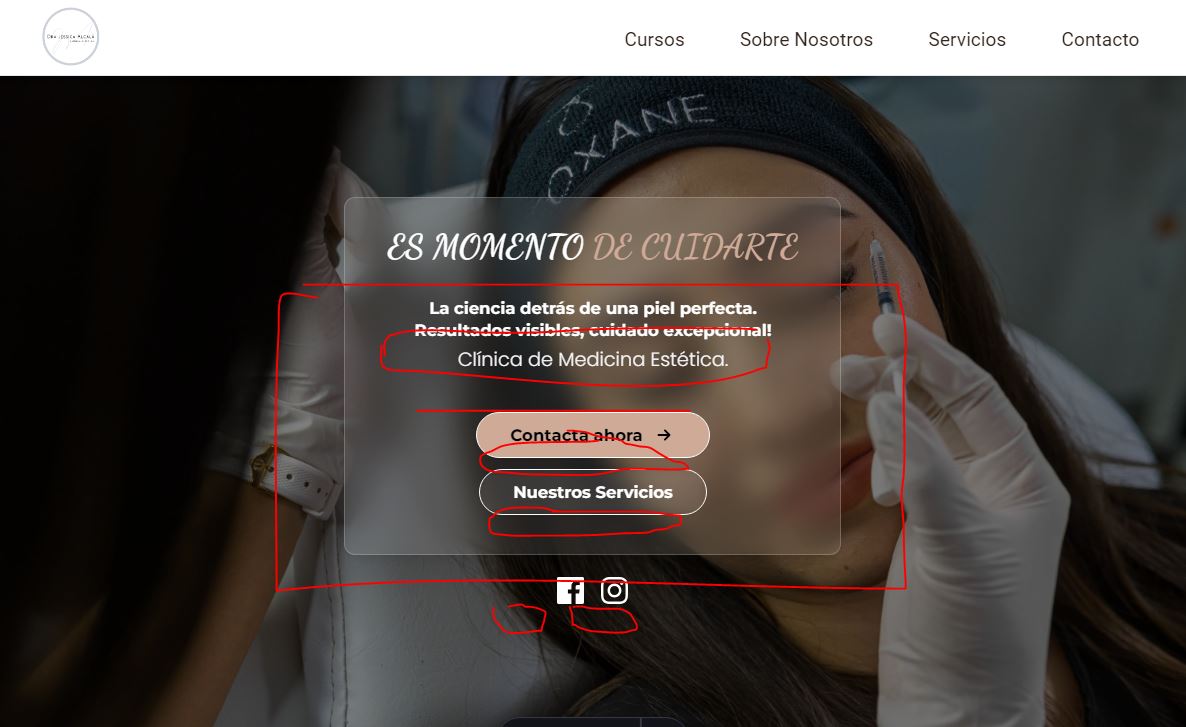 DRA. JESSICA ALCALÁ
Cursos Sobre Nosotros Servicios Contacto
OXANE
ES MOMENTO DE CUIDARTE
La ciencia detrás de una piel perfecta.
Resultados visibles, cuidado excepcional!
Clínica de Medicina Estética.
Contacta ahora →
Nuestros Servicios